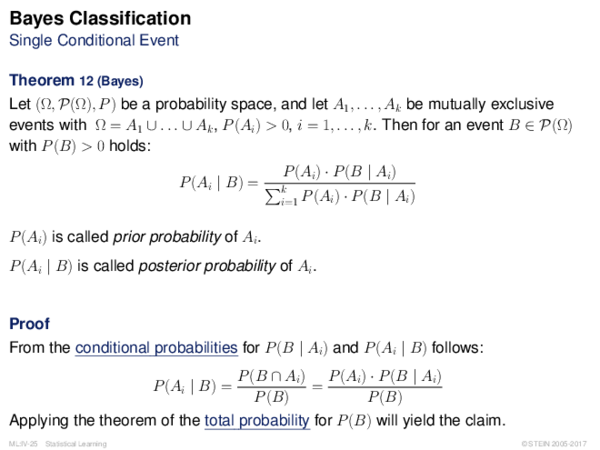 Bayes Classification
Single Conditional Event
Theorem 12 (Bayes)
Let (Ω, 𝒫(Ω), P) be a probability space, and let A₁, . . . , Aₖ be mutually exclusive
events with Ω = A₁ ∪ . . . ∪ Aₖ, P(Aᵢ) > 0, i = 1, . . . , k. Then for an event B ∈ 𝒫(Ω)
with P(B) > 0 holds:
P(Aᵢ | B) = P(Aᵢ) · P(B | Aᵢ) / ∑ᵢ₌₁ᵏ P(Aᵢ) · P(B | Aᵢ)
P(Aᵢ) is called prior probability of Aᵢ.
P(Aᵢ | B) is called posterior probability of Aᵢ.
Proof
From the conditional probabilities for P(B | Aᵢ) and P(Aᵢ | B) follows:
P(Aᵢ | B) = P(B ∩ Aᵢ) / P(B) = P(Aᵢ) · P(B | Aᵢ) / P(B)
Applying the theorem of the total probability for P(B) will yield the claim.
ML:IV-25 Statistical Learning © STEIN 2005-2017